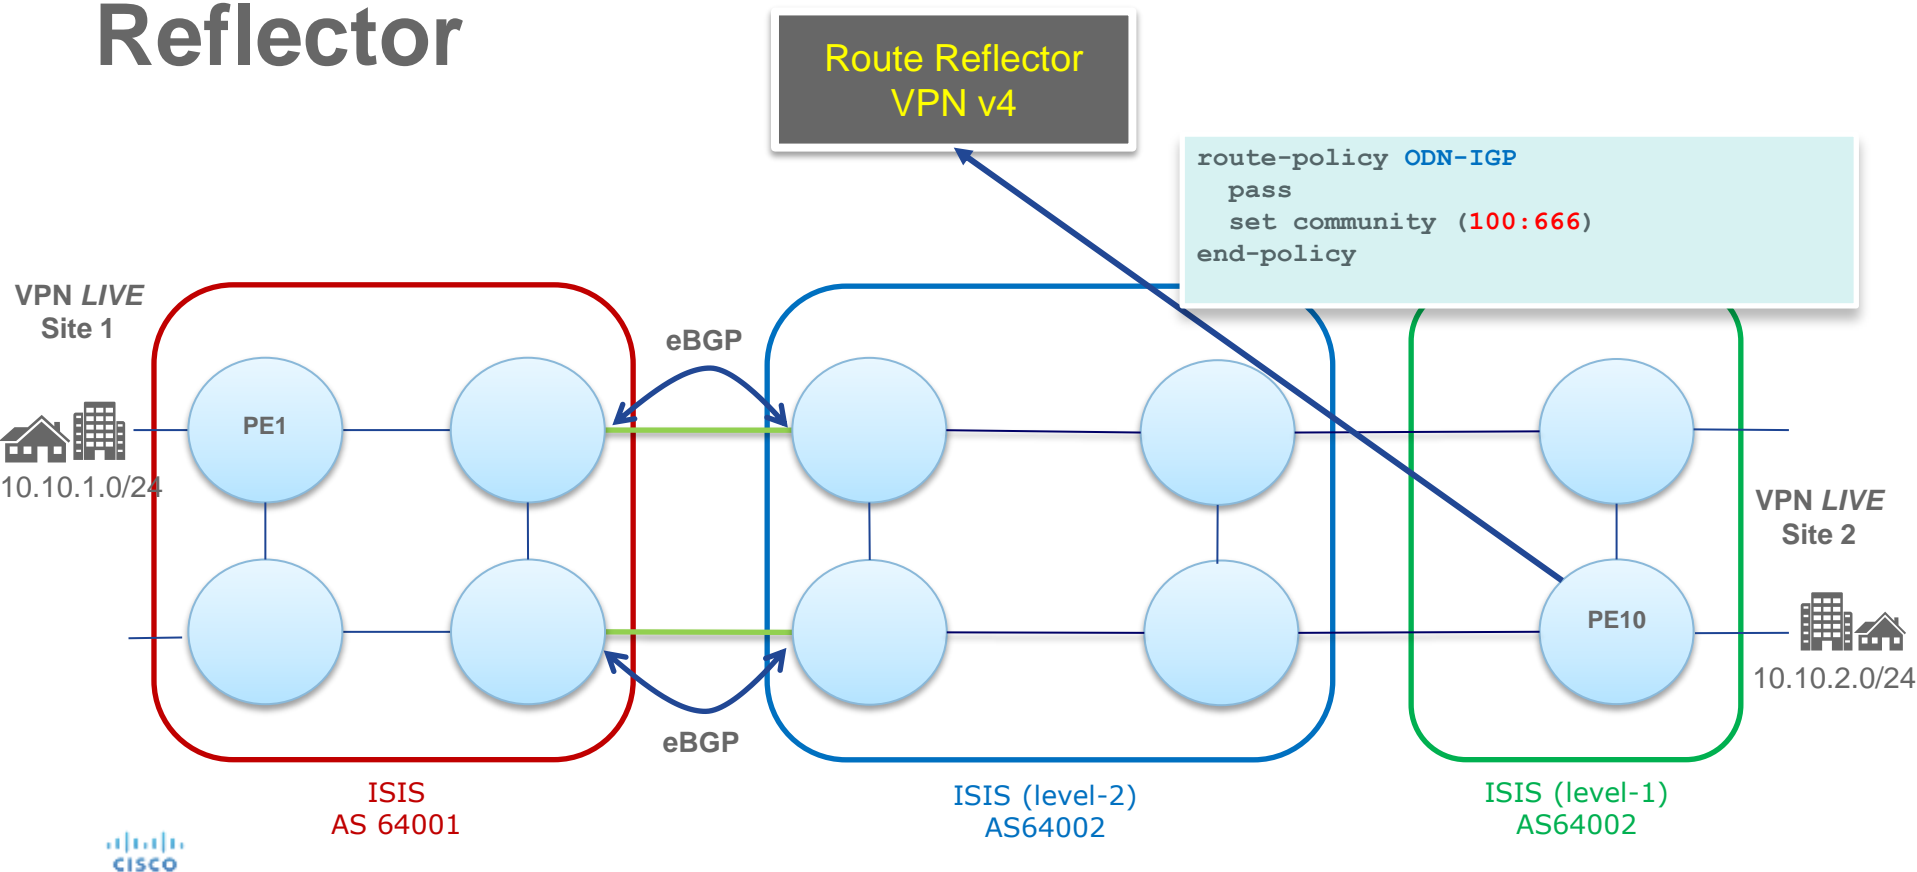 Reflector
Route Reflector
VPN v4
route-policy ODN-IGP
pass
set community (100:666)
end-policy
VPN LIVE
Site 1
eBGP
PE1
10.10.1.0/24
VPN LIVE
Site 2
PE10
10.10.2.0/24
eBGP
ISIS
AS 64001
ISIS (level-2)
AS64002
ISIS (level-1)
AS64002
CISCO